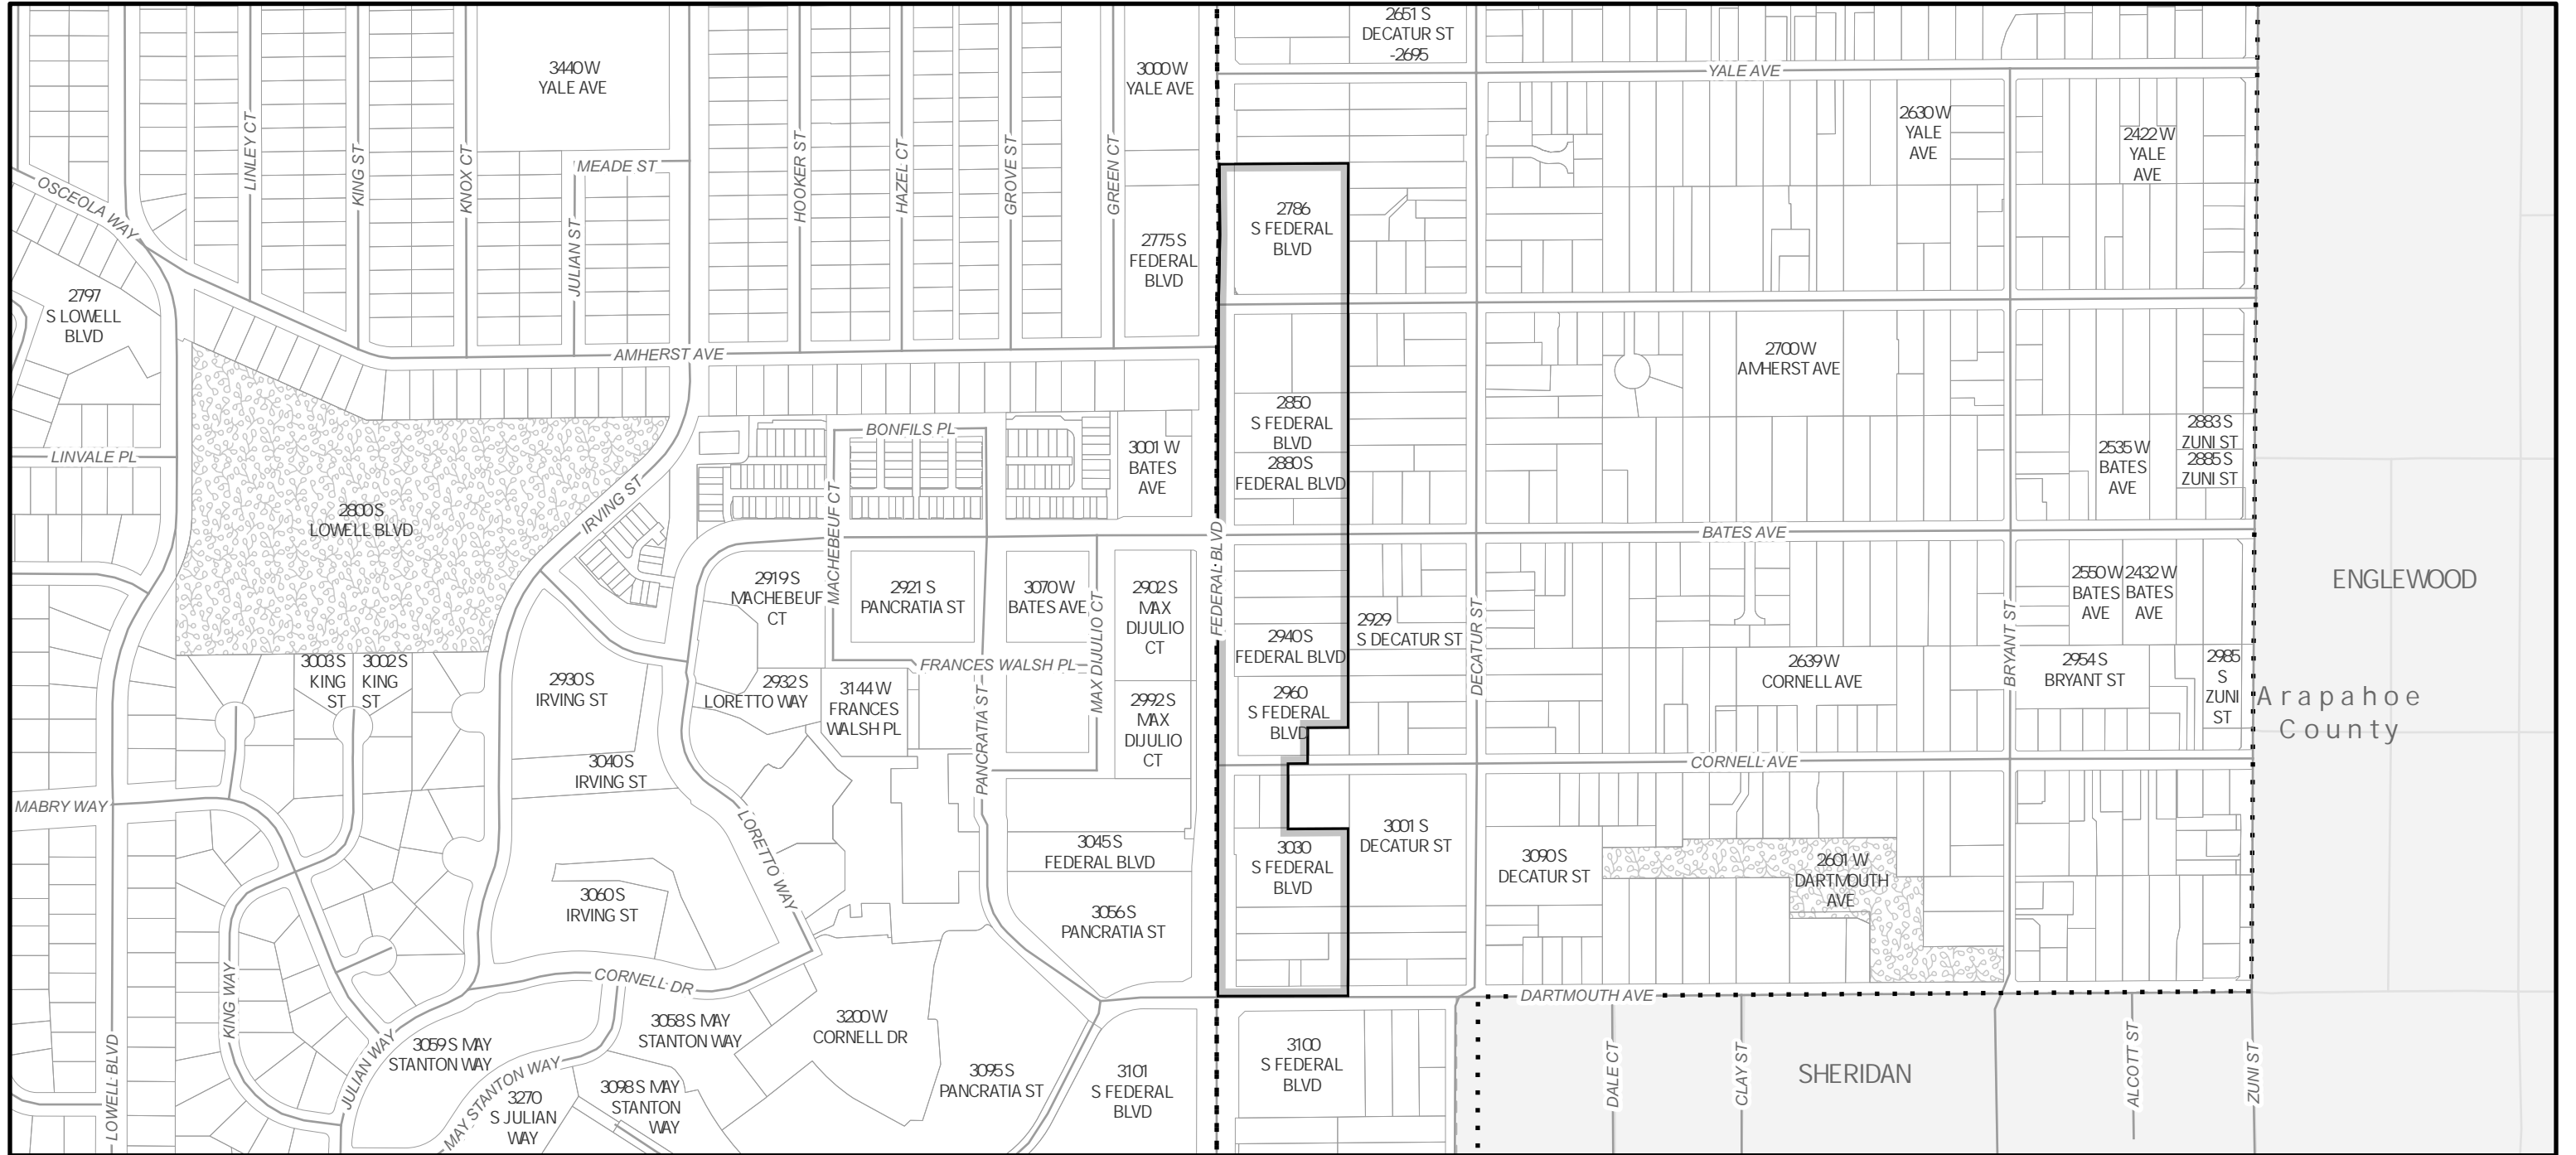 2651 S
DECATUR ST
-2695
3440 W
YALE AVE
3000 W
YALE AVE
YALE AVE
2630 W
YALE
AVE
2422 W
YALE
AVE
LINLEY CT
KING ST
KNOX CT
MEADE ST
JULIAN ST
HOOKER ST
HAZEL CT
GROVE ST
GREEN CT
OSCEOLA WAY
2786
S FEDERAL
BLVD
2775 S
FEDERAL
BLVD
2797
S LOWELL
BLVD
AMHERST AVE
2700 W
AMHERST AVE
2850
S FEDERAL
BLVD
2880 S
FEDERAL BLVD
2883 S
ZUNI ST
2885 S
ZUNI ST
2535 W
BATES
AVE
BONFILS PL
3001 W
BATES
AVE
LINVALE PL
IRVING ST
2800 S
LOWELL BLVD
MACHEBEUF CT
FEDERAL BLVD
BATES AVE
2919 S
MACHEBEUF
CT
2921 S
PANCRATIA ST
3070 W
BATES AVE
MAX DIJULIO CT
2902 S
MAX
DIJULIO
CT
2550 W
BATES
AVE
2432 W
BATES
AVE
ENGLEWOOD
2929
S DECATUR ST
DECATUR ST
BRYANT ST
2940 S
FEDERAL BLVD
FRANCES WALSH PL
3003 S
KING
ST
3002 S
KING
ST
2930 S
IRVING ST
2932 S
LORETTO WAY
3144 W
FRANCES
WALSH PL
PANCRATIA ST
2992 S
MAX
DIJULIO
CT
2960
S FEDERAL
BLVD
2639 W
CORNELL AVE
2954 S
BRYANT ST
2985
S
ZUNI
ST
Arapahoe
County
3040 S
IRVING ST
CORNELL AVE
MABRY WAY
LORETTO WAY
3045 S
FEDERAL BLVD
3030
S FEDERAL
BLVD
3001 S
DECATUR ST
3090 S
DECATUR ST
2601 W
DARTMOUTH
AVE
3060 S
IRVING ST
3056 S
PANCRATIA ST
KING WAY
CORNELL DR
DARTMOUTH AVE
LOWELL BLVD
JULIAN WAY
3059 S MAY
STANTON WAY
3058 S MAY
STANTON WAY
3200 W
CORNELL DR
MAY STANTON WAY
3270
S JULIAN
WAY
3098 S MAY
STANTON
WAY
3095 S
PANCRATIA ST
3101
S FEDERAL
BLVD
3100
S FEDERAL
BLVD
DALE CT
CLAY ST
SHERIDAN
ALCOTT ST
ZUNI ST